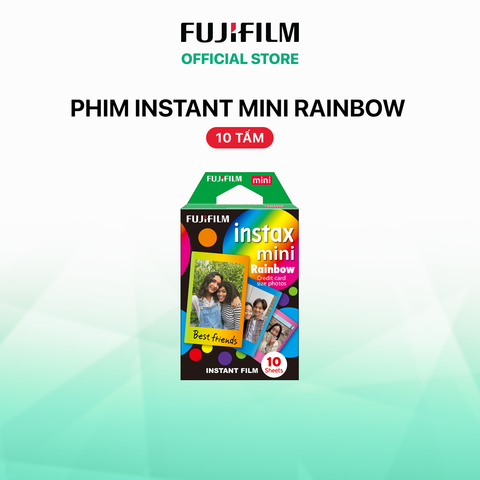 FUJIFILM
OFFICIAL STORE
PHIM INSTANT MINI RAINBOW
10 TẤM
FUJIFILM
mini
FUJIFILM
instax
mini
Rainbow
Credit card
size photos
Best friends
INSTANT FILM
10
Sheets